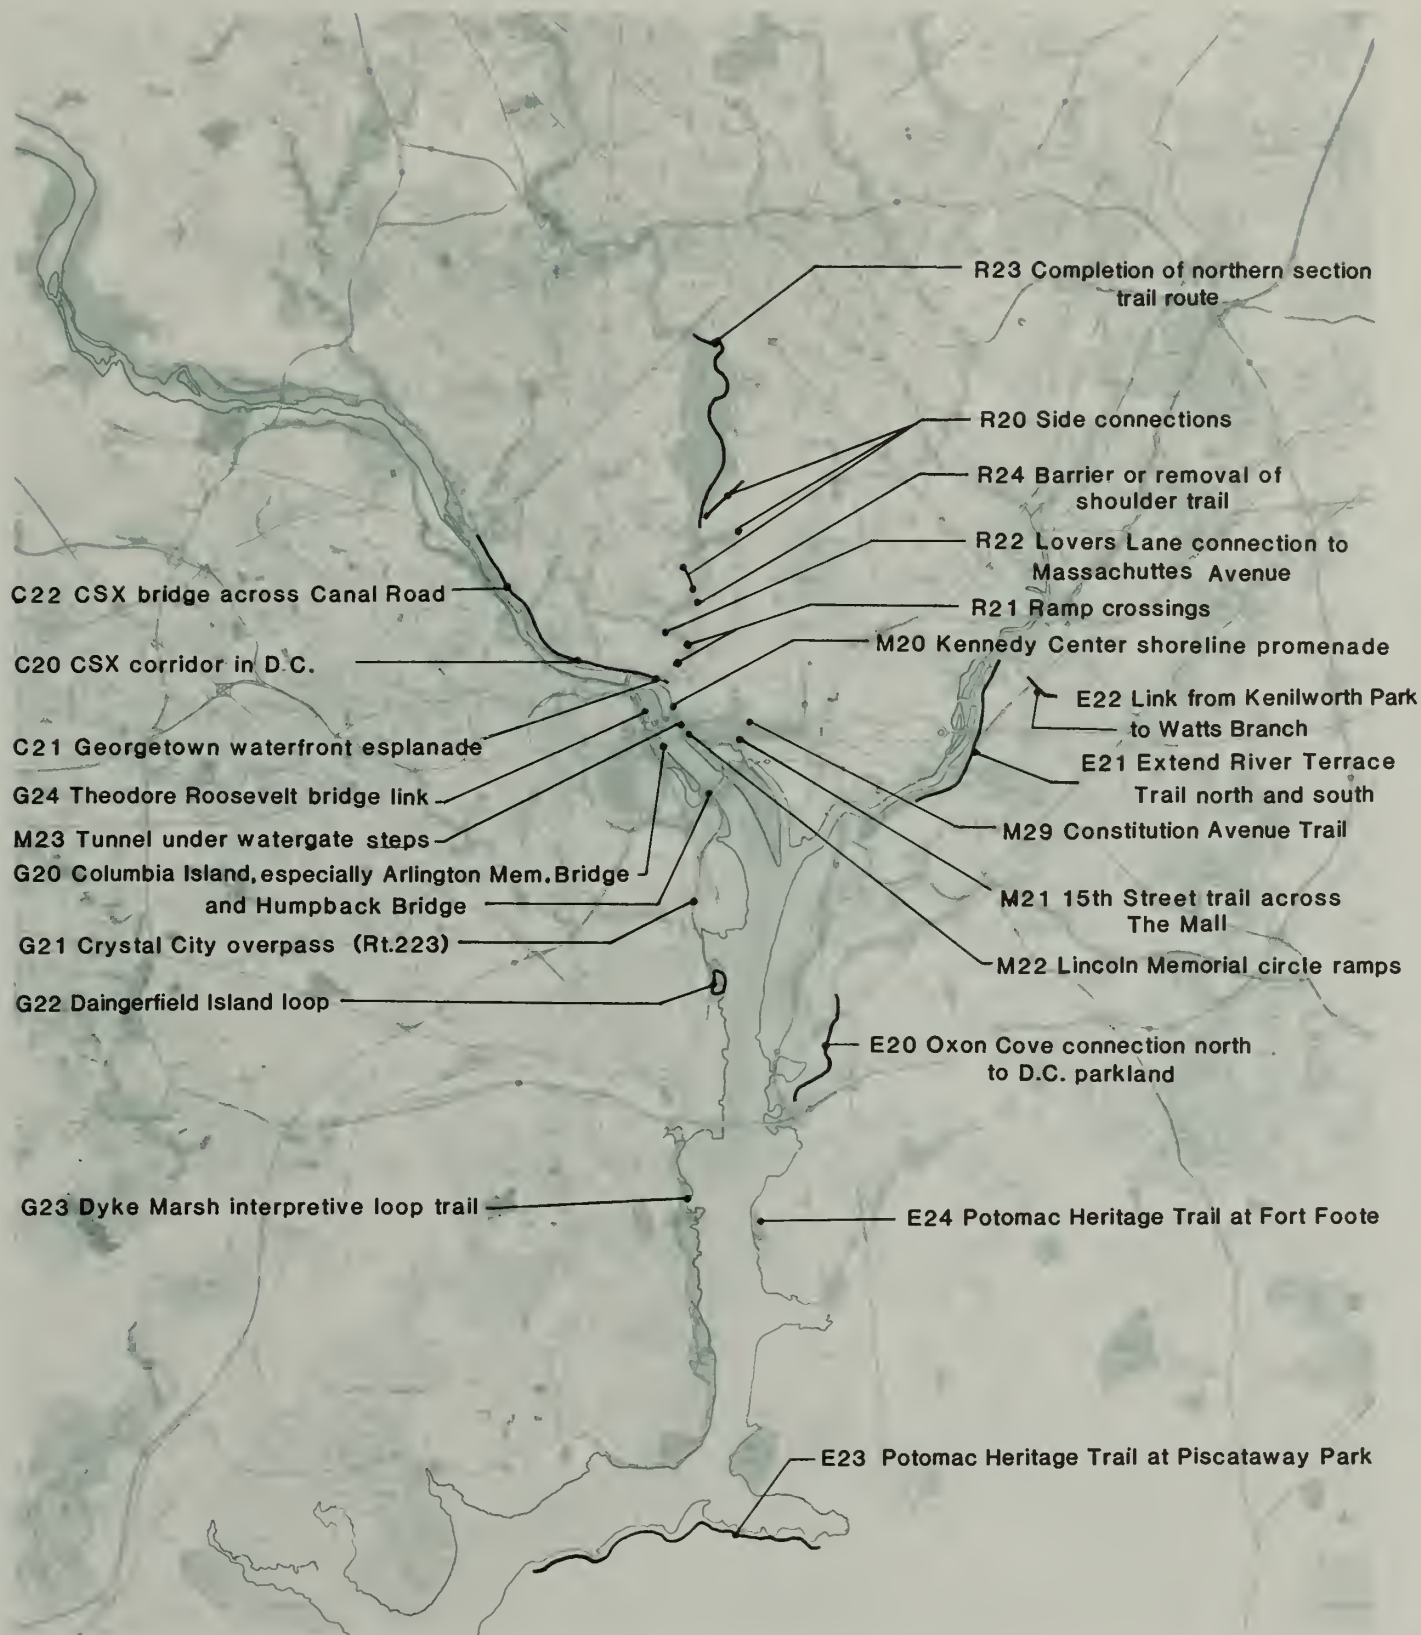 R23 Completion of northern section
trail route
R20 Side connections
R24 Barrier or removal of
shoulder trail
R22 Lovers Lane connection to
Massachuttes Avenue
R21 Ramp crossings
M20 Kennedy Center shoreline promenade
E22 Link from Kenilworth Park
to Watts Branch
E21 Extend River Terrace
Trail north and south
M29 Constitution Avenue Trail
M21 15th Street trail across
The Mall
M22 Lincoln Memorial circle ramps
E20 Oxon Cove connection north
to D.C. parkland
E24 Potomac Heritage Trail at Fort Foote
E23 Potomac Heritage Trail at Piscataway Park
C22 CSX bridge across Canal Road
C20 CSX corridor in D.C.
C21 Georgetown waterfront esplanade
G24 Theodore Roosevelt bridge link
M23 Tunnel under watergate steps
G20 Columbia Island, especially Arlington Mem. Bridge
and Humpback Bridge
G21 Crystal City overpass (Rt.223)
G22 Daingerfield Island loop
G23 Dyke Marsh interpretive loop trail